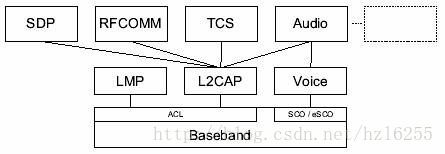 SDP
RFCOMM
TCS
Audio
LMP
L2CAP
Voice
ACL
SCO / eSCO
Baseband
http://blog.csdn.net/hzl6255